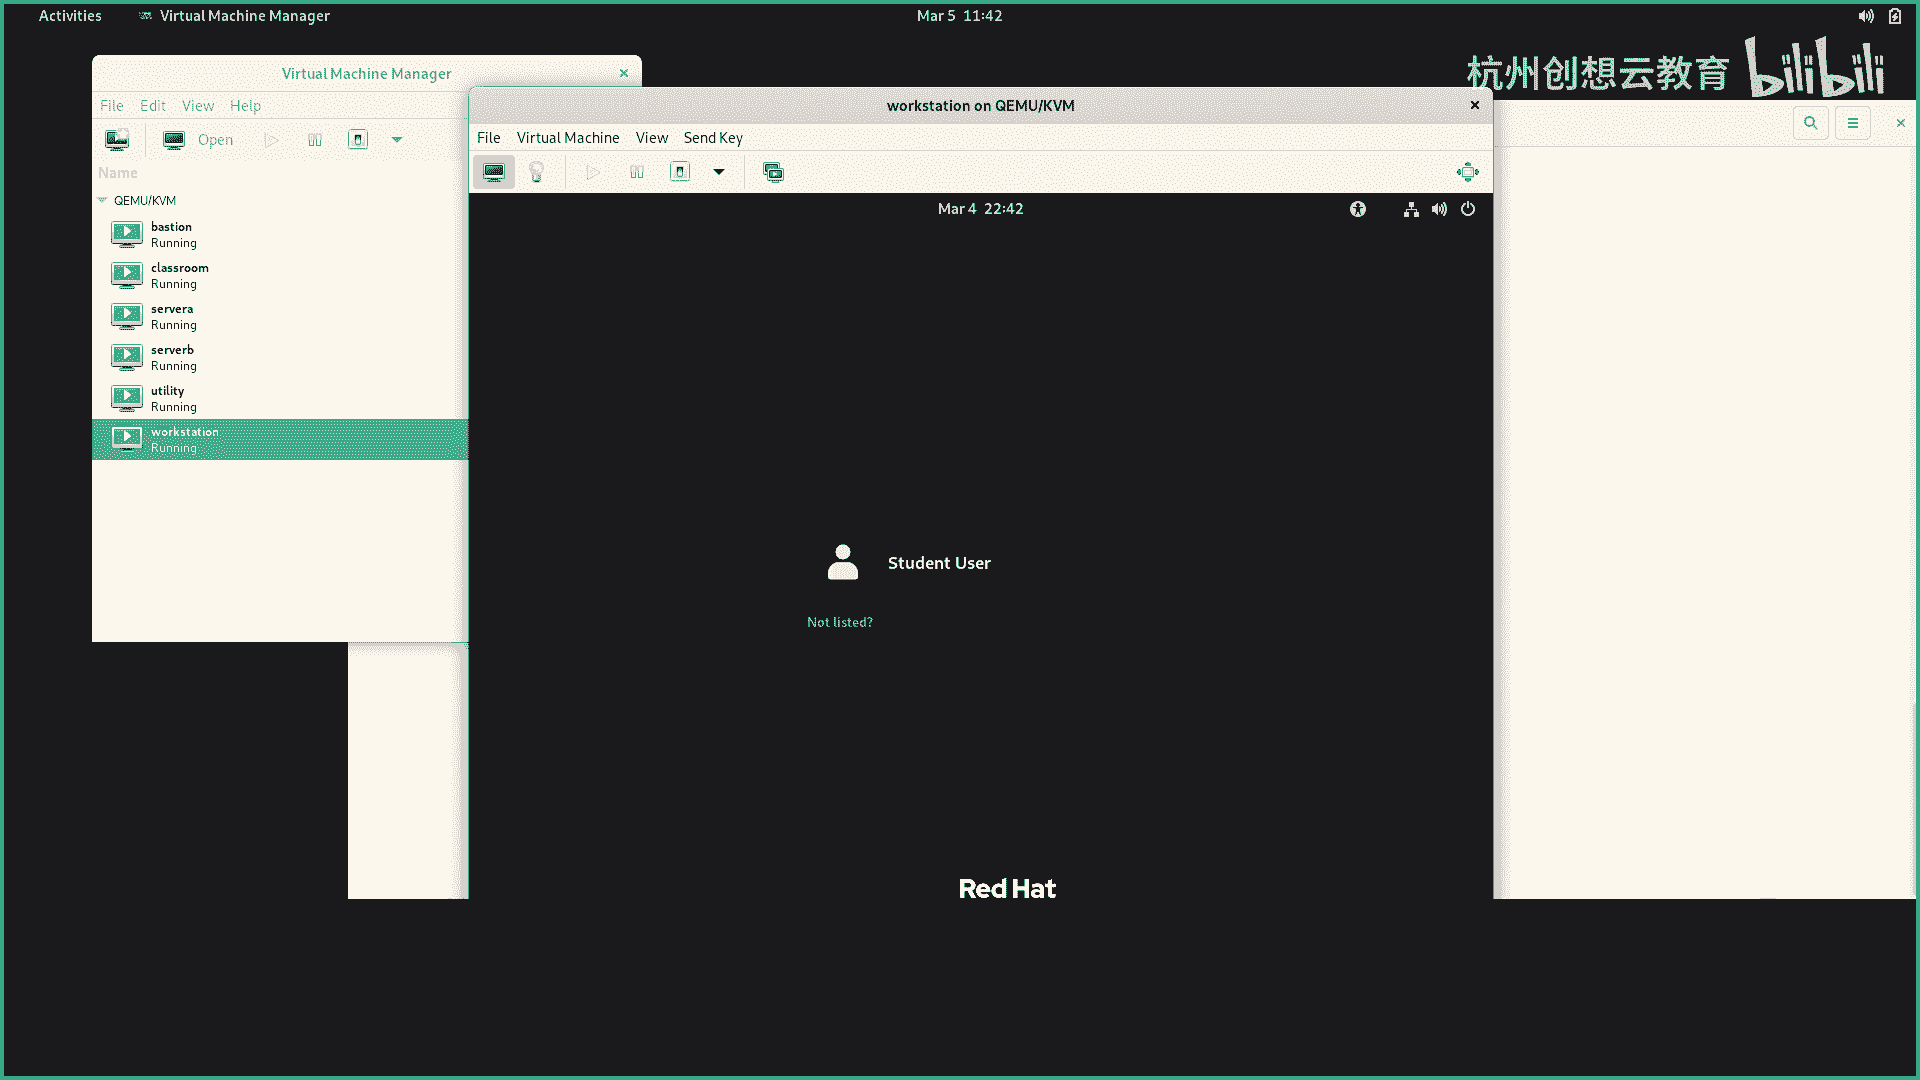 Activities
Virtual Machine Manager
Mar 5 11:42
杭州创想云教育 bilibili
Virtual Machine Manager
File Edit View Help
Open
Name
QEMU/KVM
bastion
Running
classroom
Running
servera
Running
serverb
Running
utility
Running
workstation
Running
workstation on QEMU/KVM
File Virtual Machine View Send Key
Mar 4 22:42
Student User
Not listed?
Red Hat